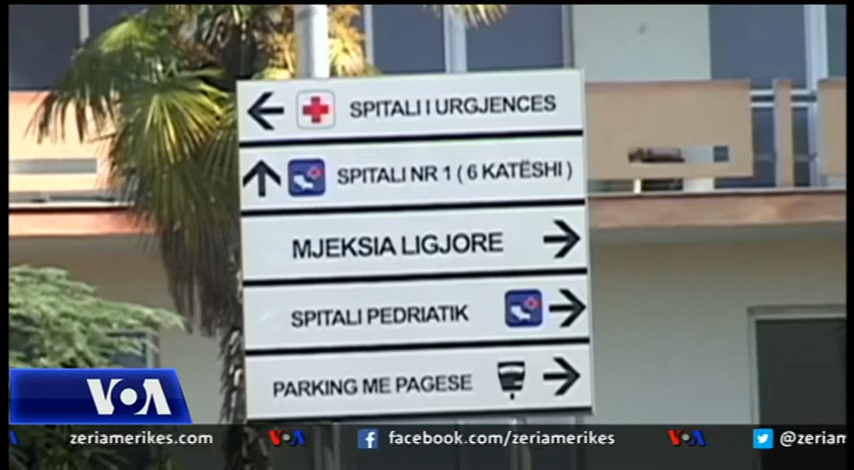 SPITALI I URGJENCES
SPITALI NR 1 ( 6 KATËSHI )
MJEKSIA LIGJORE
SPITALI PEDRIATIK
PARKING ME PAGESE
VOA
zeriamerikes.com VOA facebook.com/zeriamerikes VOA @zeriame